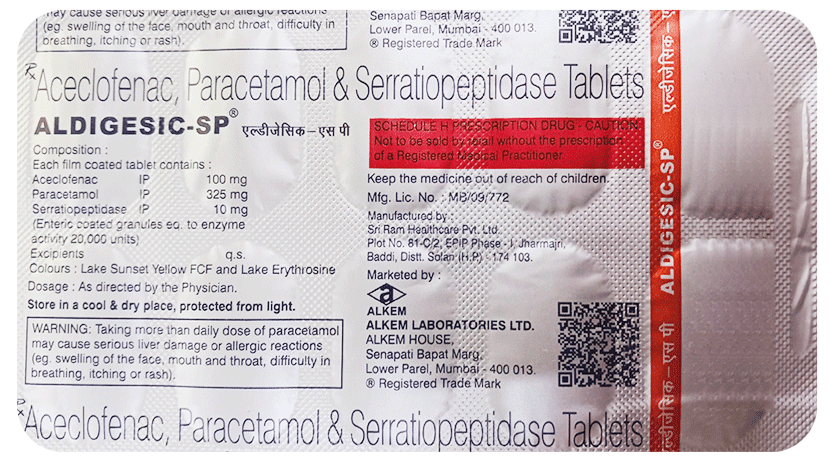 may cause serious liver damage or allergic reactions
(eg. swelling of the face, mouth and throat, difficulty in
breathing, itching or rash).
Senapati Bapat Marg,
Lower Parel, Mumbai - 400 013.
® Registered Trade Mark
Rx Aceclofenac, Paracetamol & Serratiopeptidase Tablets
ALDIGESIC-SP®
एल्डीजेसिक – एस पी
Composition :
Each film coated tablet contains :
Aceclofenac IP 100 mg
Paracetamol IP 325 mg
Serratiopeptidase IP 10 mg
(Enteric coated granules eq. to enzyme
activity 20,000 units)
Excipients q.s.
Colours : Lake Sunset Yellow FCF and Lake Erythrosine
Dosage : As directed by the Physician.
Store in a cool & dry place, protected from light.
WARNING: Taking more than daily dose of paracetamol
may cause serious liver damage or allergic reactions
(eg. swelling of the face, mouth and throat, difficulty in
breathing, itching or rash).
SCHEDULE H PRESCRIPTION DRUG - CAUTION
Not to be sold by retail without the prescription
of a Registered Medical Practitioner.
Keep the medicine out of reach of children.
Mfg. Lic. No. : MB/09/772
Manufactured by :
Sri Ram Healthcare Pvt. Ltd.
Plot No. 81-C/2, EPIP Phase - I, Jharmajri,
Baddi, Distt. Solan (H.P) - 174 103.
Marketed by :
ALKEM
ALKEM LABORATORIES LTD.
ALKEM HOUSE,
Senapati Bapat Marg,
Lower Parel, Mumbai - 400 013.
® Registered Trade Mark
Rx Aceclofenac, Paracetamol & Serratiopeptidase Tablets
एल्डीजेसिक – ए
ALDIGESIC-SP®
एल्डीजेसिक – एस पी